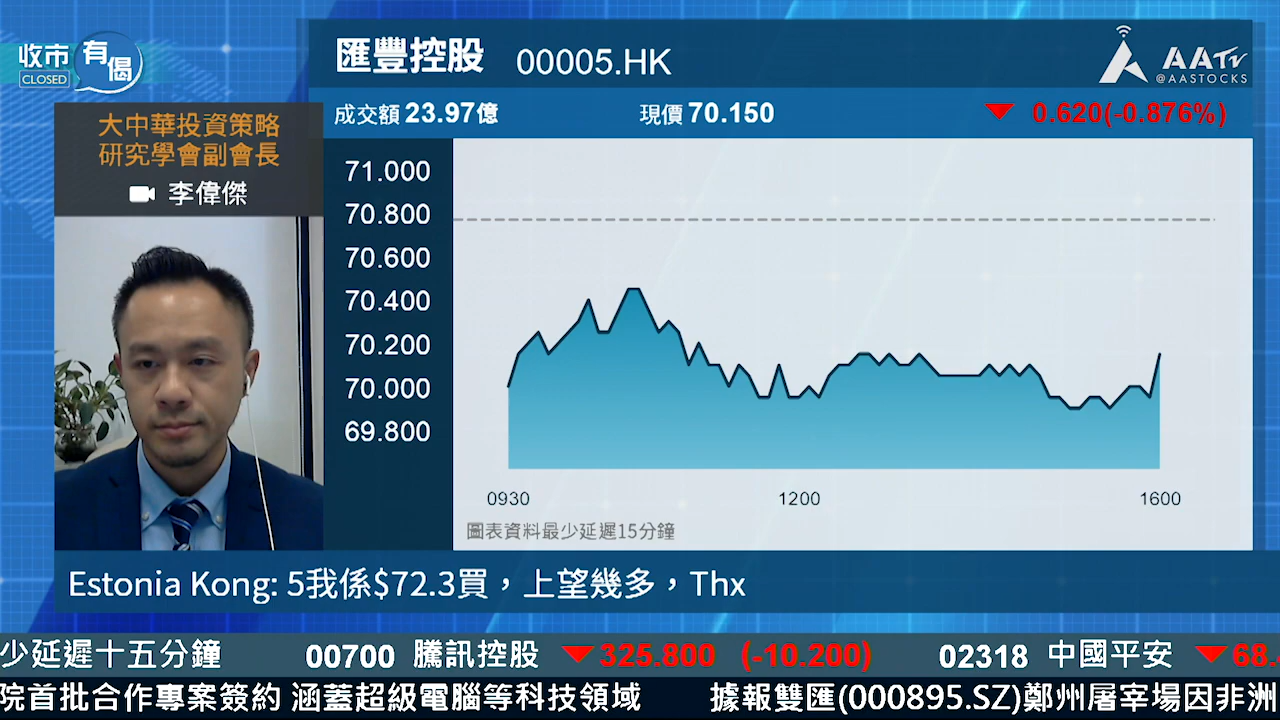 收市
CLOSED
有偈
匯豐控股 00005.HK
AATV
@AASTOCKS
大中華投資策略
研究學會副會長
李偉傑
成交額 23.97億 現價 70.150 0.620(-0.876%)
71.000
70.800
70.600
70.400
70.200
70.000
69.800
0930 1200 1600
圖表資料最少延遲15分鐘
Estonia Kong: 5我係$72.3買，上望幾多，Thx
少延遲十五分鐘 00700 騰訊控股 325.800 (-10.200) 02318 中國平安 68.
院首批合作專案簽約 涵蓋超級電腦等科技領域 據報雙匯(000895.SZ)鄭州屠宰場因非洲